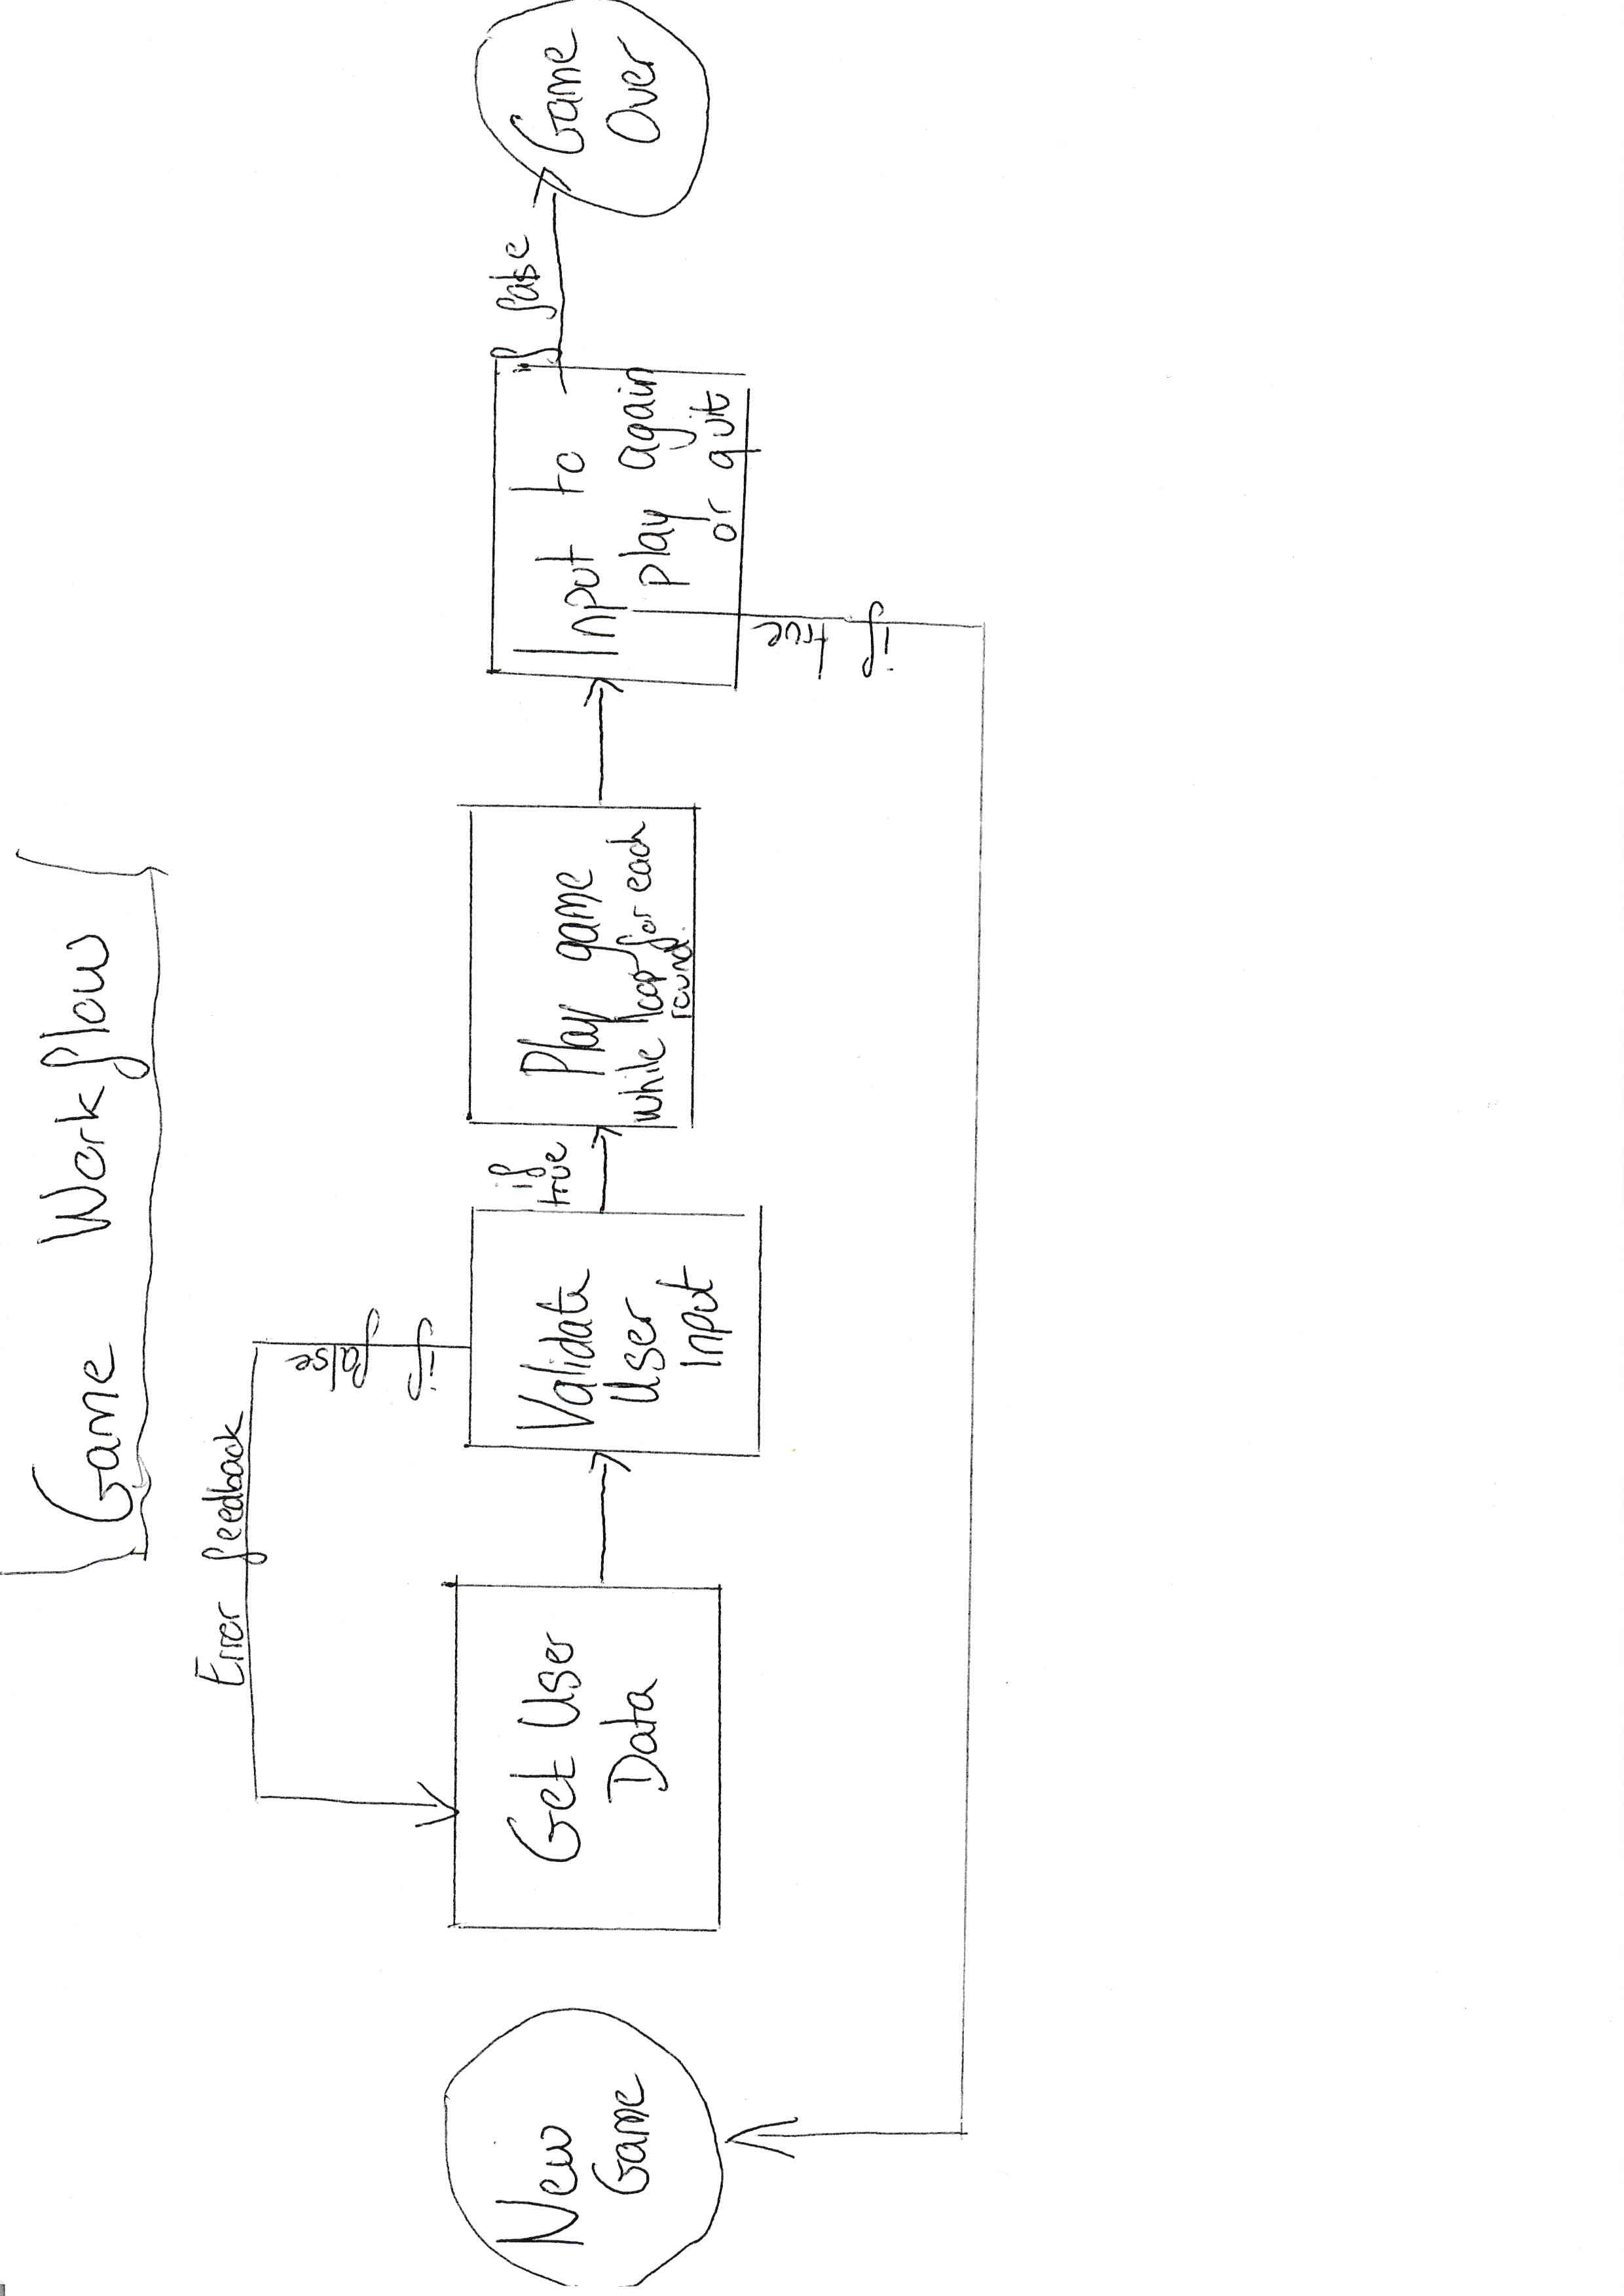 Game Workflow
Error feedback
if
false
New
Game
Get User
Data
Validate
User
Input
if
true
Play game
while loop for each
round.
Input to
play again
or quit
if false
if
true
Game
Over